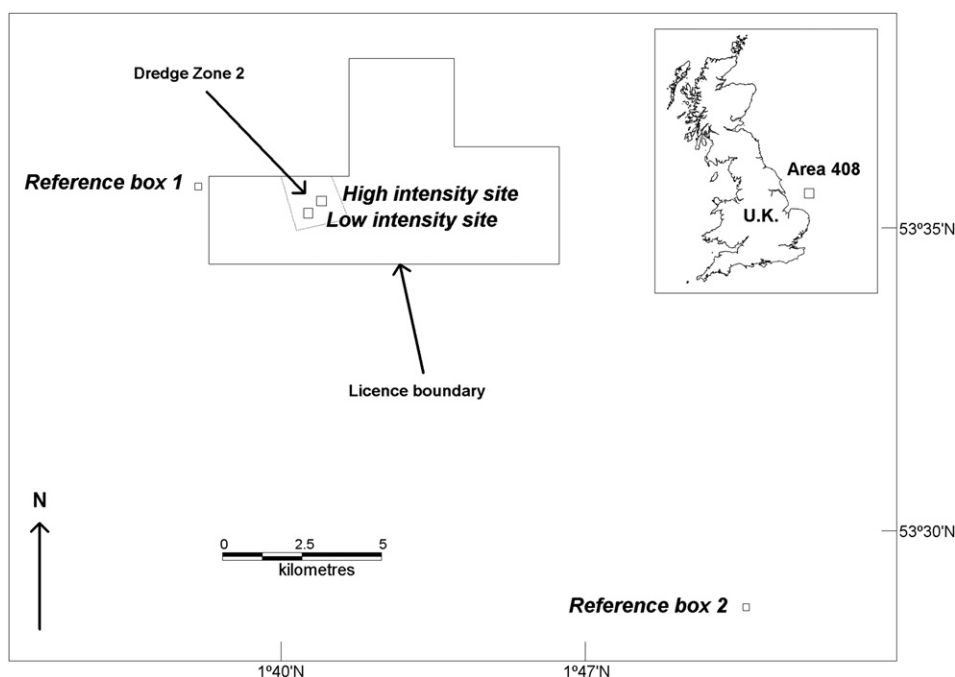 Dredge Zone 2
Reference box 1
High intensity site
Low intensity site
Area 408
U.K.
53º35'N
Licence boundary
N
0 2.5 5
kilometres
53º30'N
Reference box 2
1º40'N
1º47'N